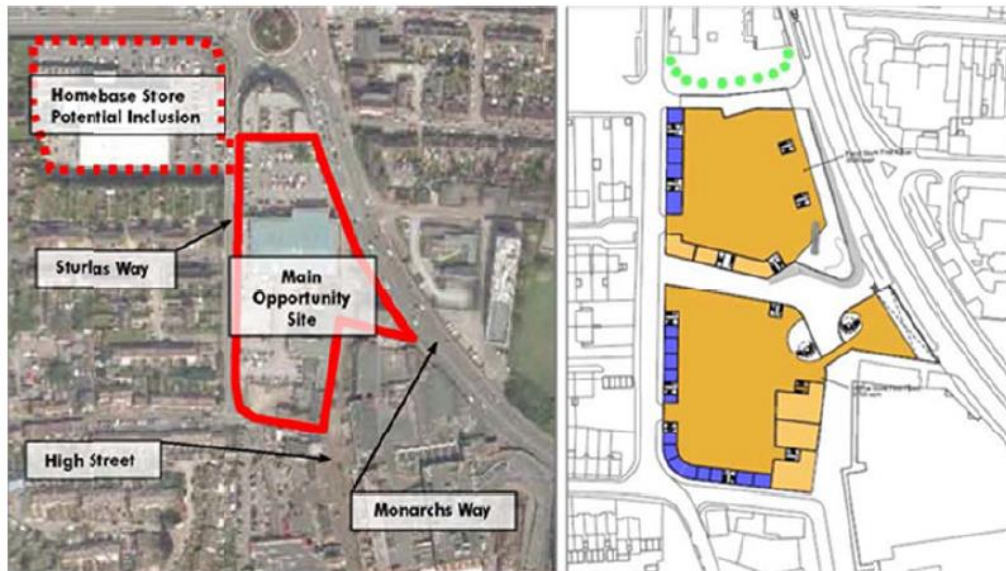 Homebase Store
Potential Inclusion
Sturlas Way
Main
Opportunity
Site
High Street
Monarchs Way